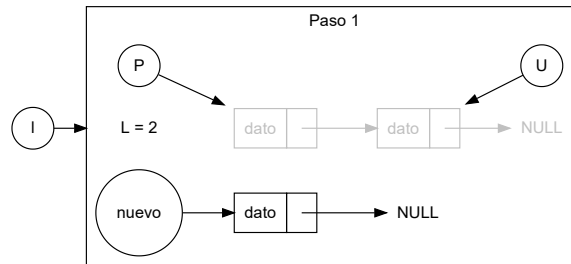 Paso 1
P
U
I
L = 2
dato
dato
NULL
nuevo
dato
NULL